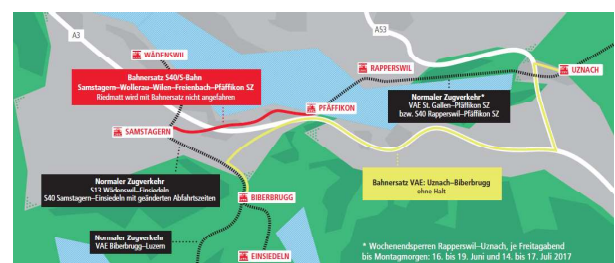 A3
A53
WÄDENSWIL
RAPPERSWIL
UZNACH
Bahnersatz S40/S-Bahn
Samstagern–Wollerau–Wilen–Freienbach–Pfäffikon SZ
Riedmatt wird mit Bahnersatz nicht angefahren
Normaler Zugverkehr*
VAE St. Gallen–Pfäffikon SZ
bzw. S40 Rapperswil–Pfäffikon SZ
PFÄFFIKON
SAMSTAGERN
Normaler Zugverkehr
S13 Wädenswil–Einsiedeln
S40 Samstagern–Einsiedeln mit geänderten Abfahrtszeiten
Bahnersatz VAE: Uznach–Biberbrugg
ohne Halt
BIBERBRUGG
Normaler Zugverkehr
VAE Biberbrugg–Luzern
EINSIEDELN
* Wochenendsperren Rapperswil–Uznach, je Freitagabend
bis Montagmorgen: 16. bis 19. Juni und 14. bis 17. Juli 2017